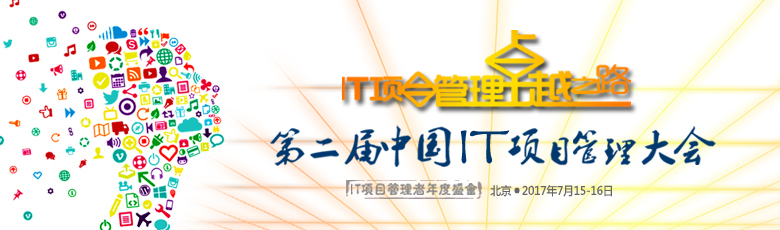 IT项目管理卓越之路
第二届中国IT项目管理大会
IT项目管理者年度盛會 北京●2017年7月15-16日